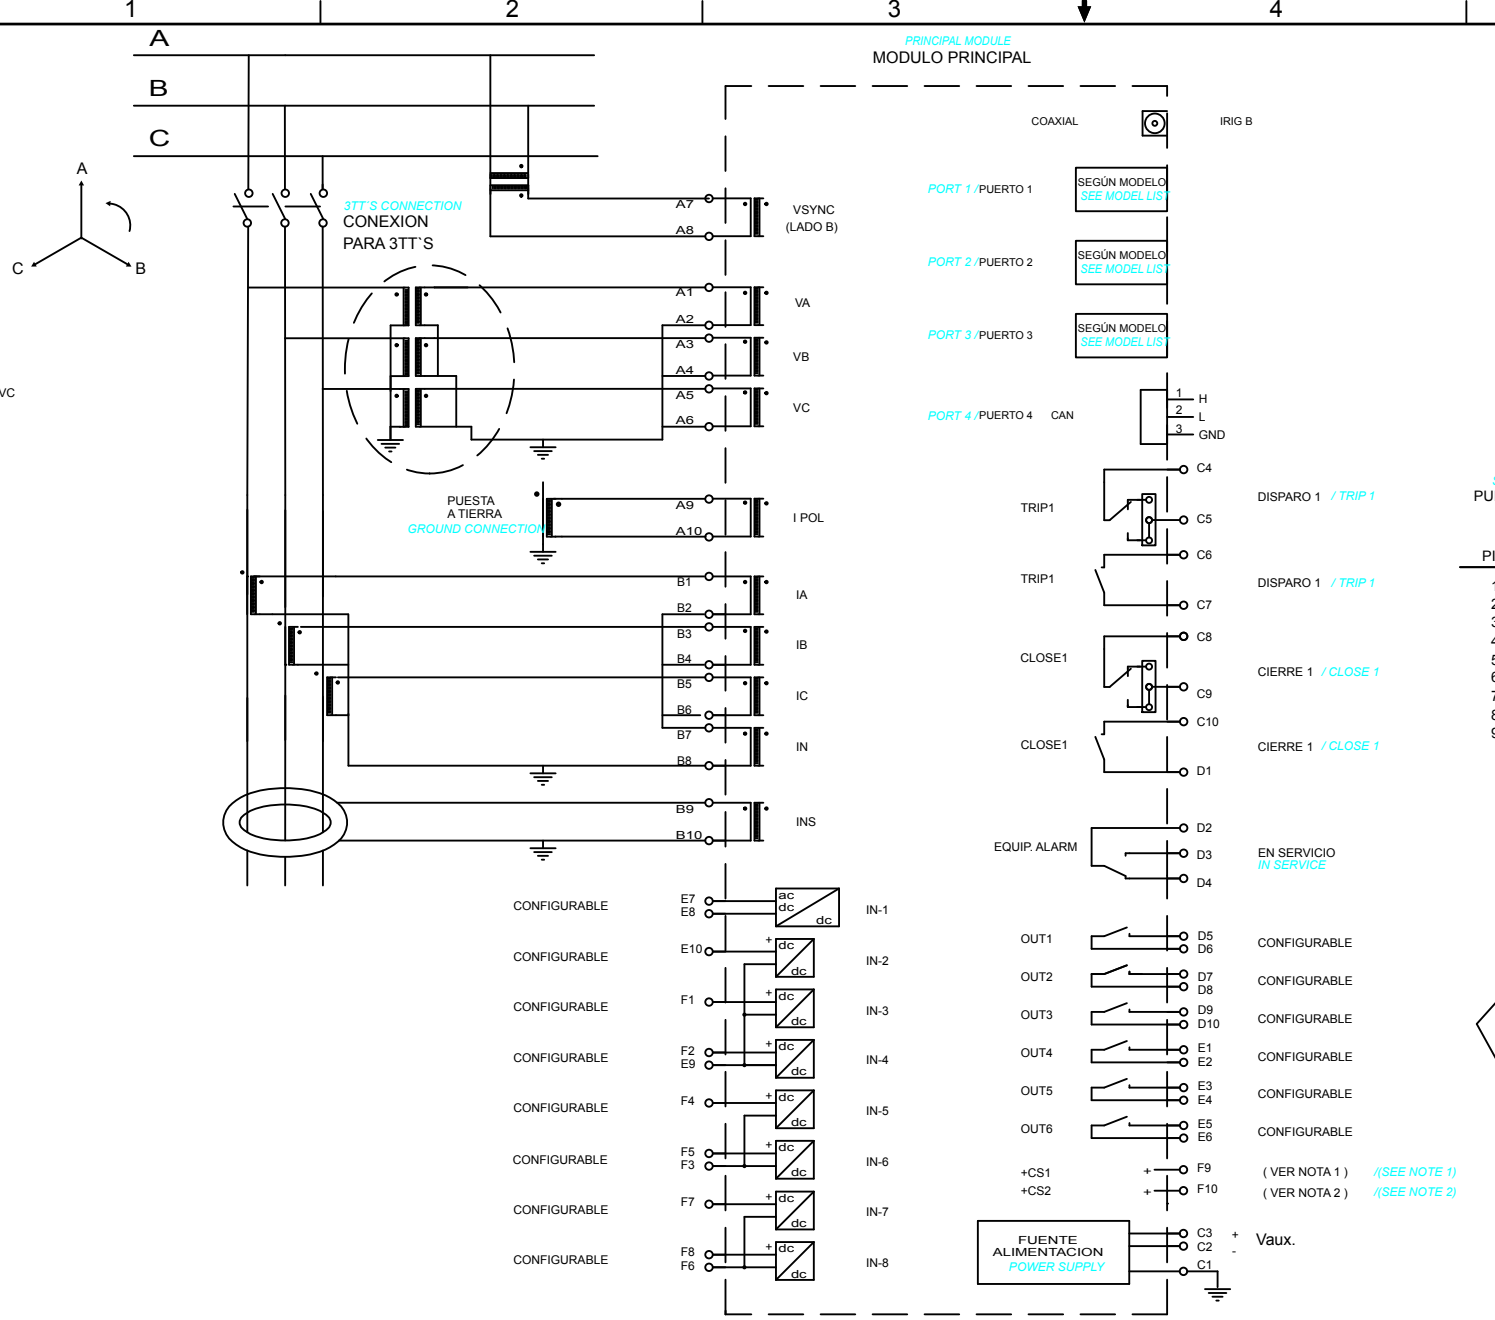 1 2 3 4
A
B
C
A
C B
PRINCIPAL MODULE
MODULO PRINCIPAL
3TT´S CONNECTION
CONEXION
PARA 3TT`S
VC
A7
A8
VSYNC
(LADO B)
A1
A2
VA
A3
A4
VB
A5
A6
VC
PUESTA
A TIERRA
GROUND CONNECTION
A9
A10
I POL
B1
B2
IA
B3
B4
IB
B5
B6
IC
B7
B8
IN
B9
B10
INS
CONFIGURABLE E7 E8 ac dc dc IN-1
CONFIGURABLE E10 + dc dc IN-2
CONFIGURABLE F1 + dc dc IN-3
CONFIGURABLE F2 E9 + dc dc IN-4
CONFIGURABLE F4 + dc dc IN-5
CONFIGURABLE F5 F3 + dc dc IN-6
CONFIGURABLE F7 + dc dc IN-7
CONFIGURABLE F8 F6 + dc dc IN-8
COAXIAL IRIG B
PORT 1 /PUERTO 1
SEGÚN MODELO
SEE MODEL LIST
PORT 2 /PUERTO 2
SEGÚN MODELO
SEE MODEL LIST
PORT 3 /PUERTO 3
SEGÚN MODELO
SEE MODEL LIST
PORT 4 /PUERTO 4 CAN
1 H
2 L
3 GND
TRIP1 C4 C5 DISPARO 1 / TRIP 1
TRIP1 C6 C7 DISPARO 1 / TRIP 1
CLOSE1 C8 C9 CIERRE 1 / CLOSE 1
CLOSE1 C10 D1 CIERRE 1 / CLOSE 1
EQUIP. ALARM D2 D3 D4
EN SERVICIO
IN SERVICE
OUT1 D5 D6 CONFIGURABLE
OUT2 D7 D8 CONFIGURABLE
OUT3 D9 D10 CONFIGURABLE
OUT4 E1 E2 CONFIGURABLE
OUT5 E3 E4 CONFIGURABLE
OUT6 E5 E6 CONFIGURABLE
+CS1 + F9 ( VER NOTA 1 ) /(SEE NOTE 1)
+CS2 + F10 ( VER NOTA 2 ) /(SEE NOTE 2)
FUENTE
ALIMENTACION
POWER SUPPLY
C3 +
C2 -
Vaux.
C1